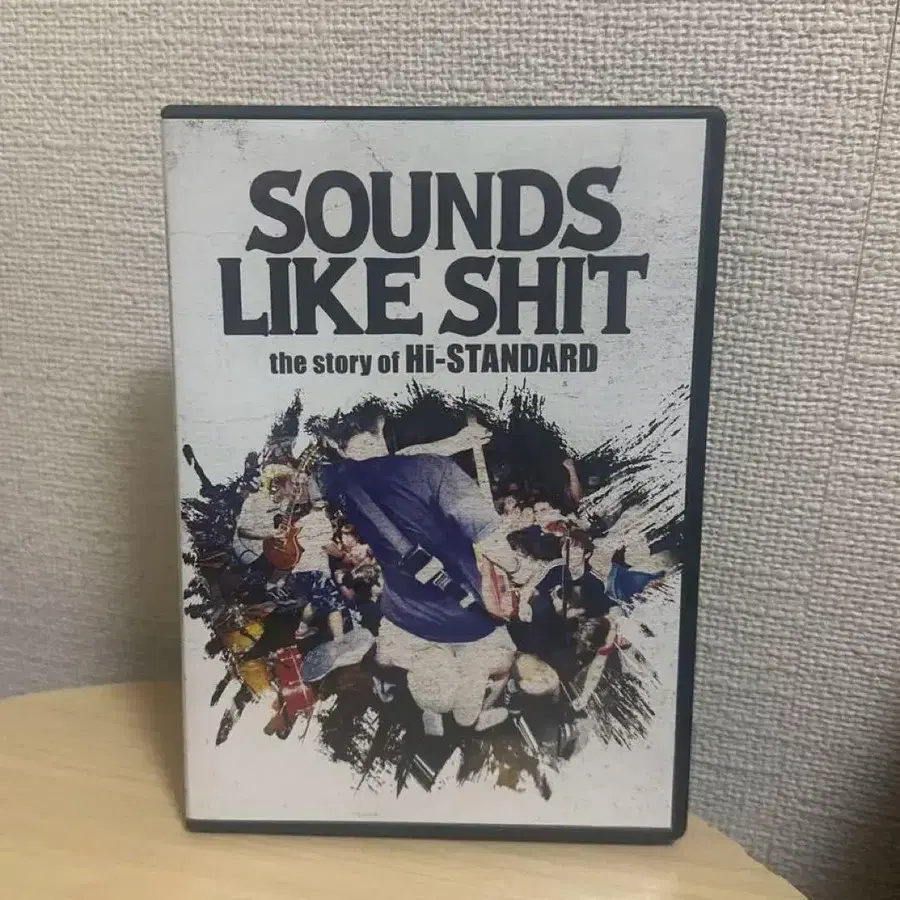 SOUNDS
LIKE SHIT
the story of Hi-STANDARD